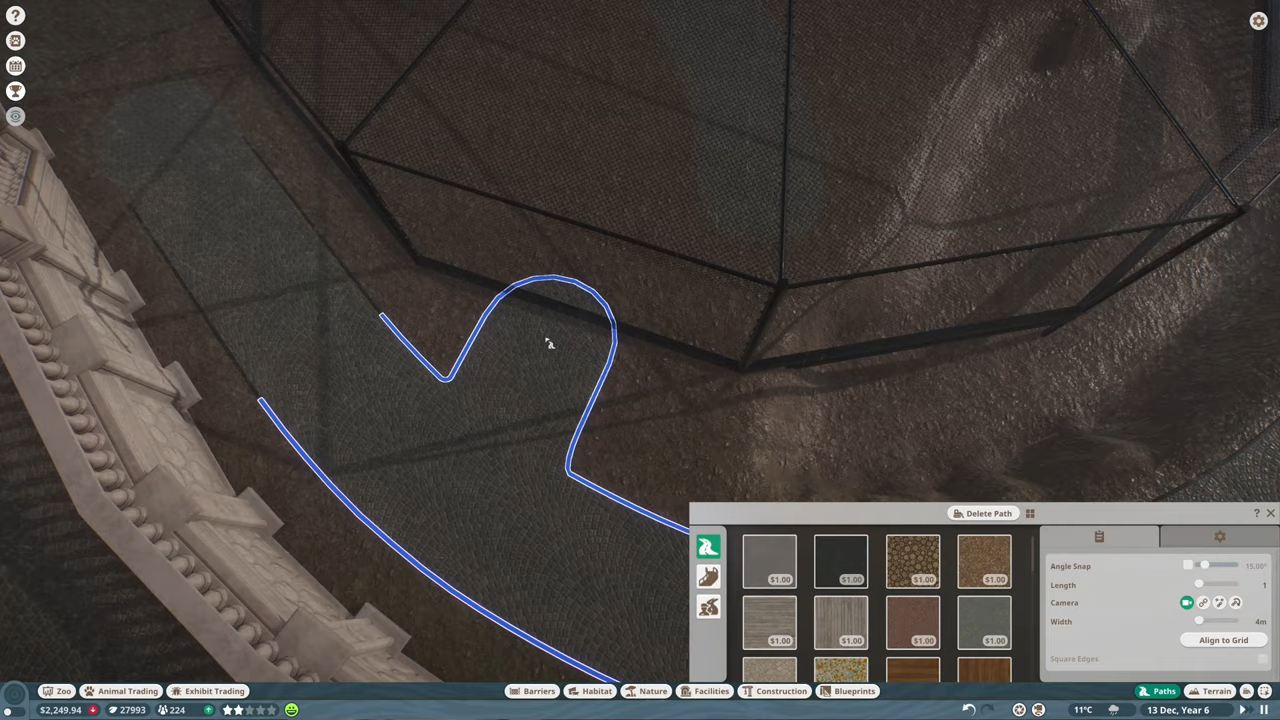 ?
Delete Path
?
$1.00
$1.00
$1.00
$1.00
Angle Snap
15.00°
Length
1
Camera
Width
4m
$1.00
$1.00
$1.00
$1.00
Align to Grid
Square Edges
Zoo
Animal Trading
Exhibit Trading
Barriers
Habitat
Nature
Facilities
Construction
Blueprints
Paths
Terrain
$2,249.94
27993
224
11°C
13 Dec, Year 6